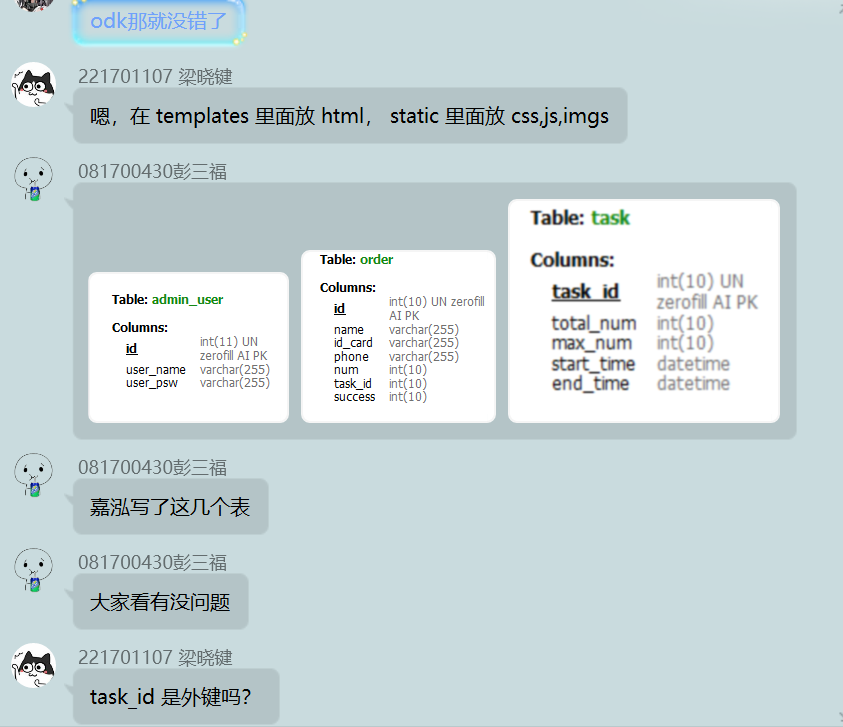 odk那就没错了
221701107 梁晓键
嗯，在 templates 里面放 html， static 里面放 css,js,imgs
081700430彭三福
Table: admin_user
Columns:
id int(11) UN
zerofill AI PK
user_name varchar(255)
user_psw varchar(255)
Table: order
Columns:
id int(10) UN zerofill
AI PK
name varchar(255)
id_card varchar(255)
phone varchar(255)
num int(10)
task_id int(10)
success int(10)
Table: task
Columns:
task_id int(10) UN
zerofill AI PK
total_num int(10)
max_num int(10)
start_time datetime
end_time datetime
081700430彭三福
嘉泓写了这几个表
081700430彭三福
大家看有没问题
221701107 梁晓键
task_id 是外键吗？